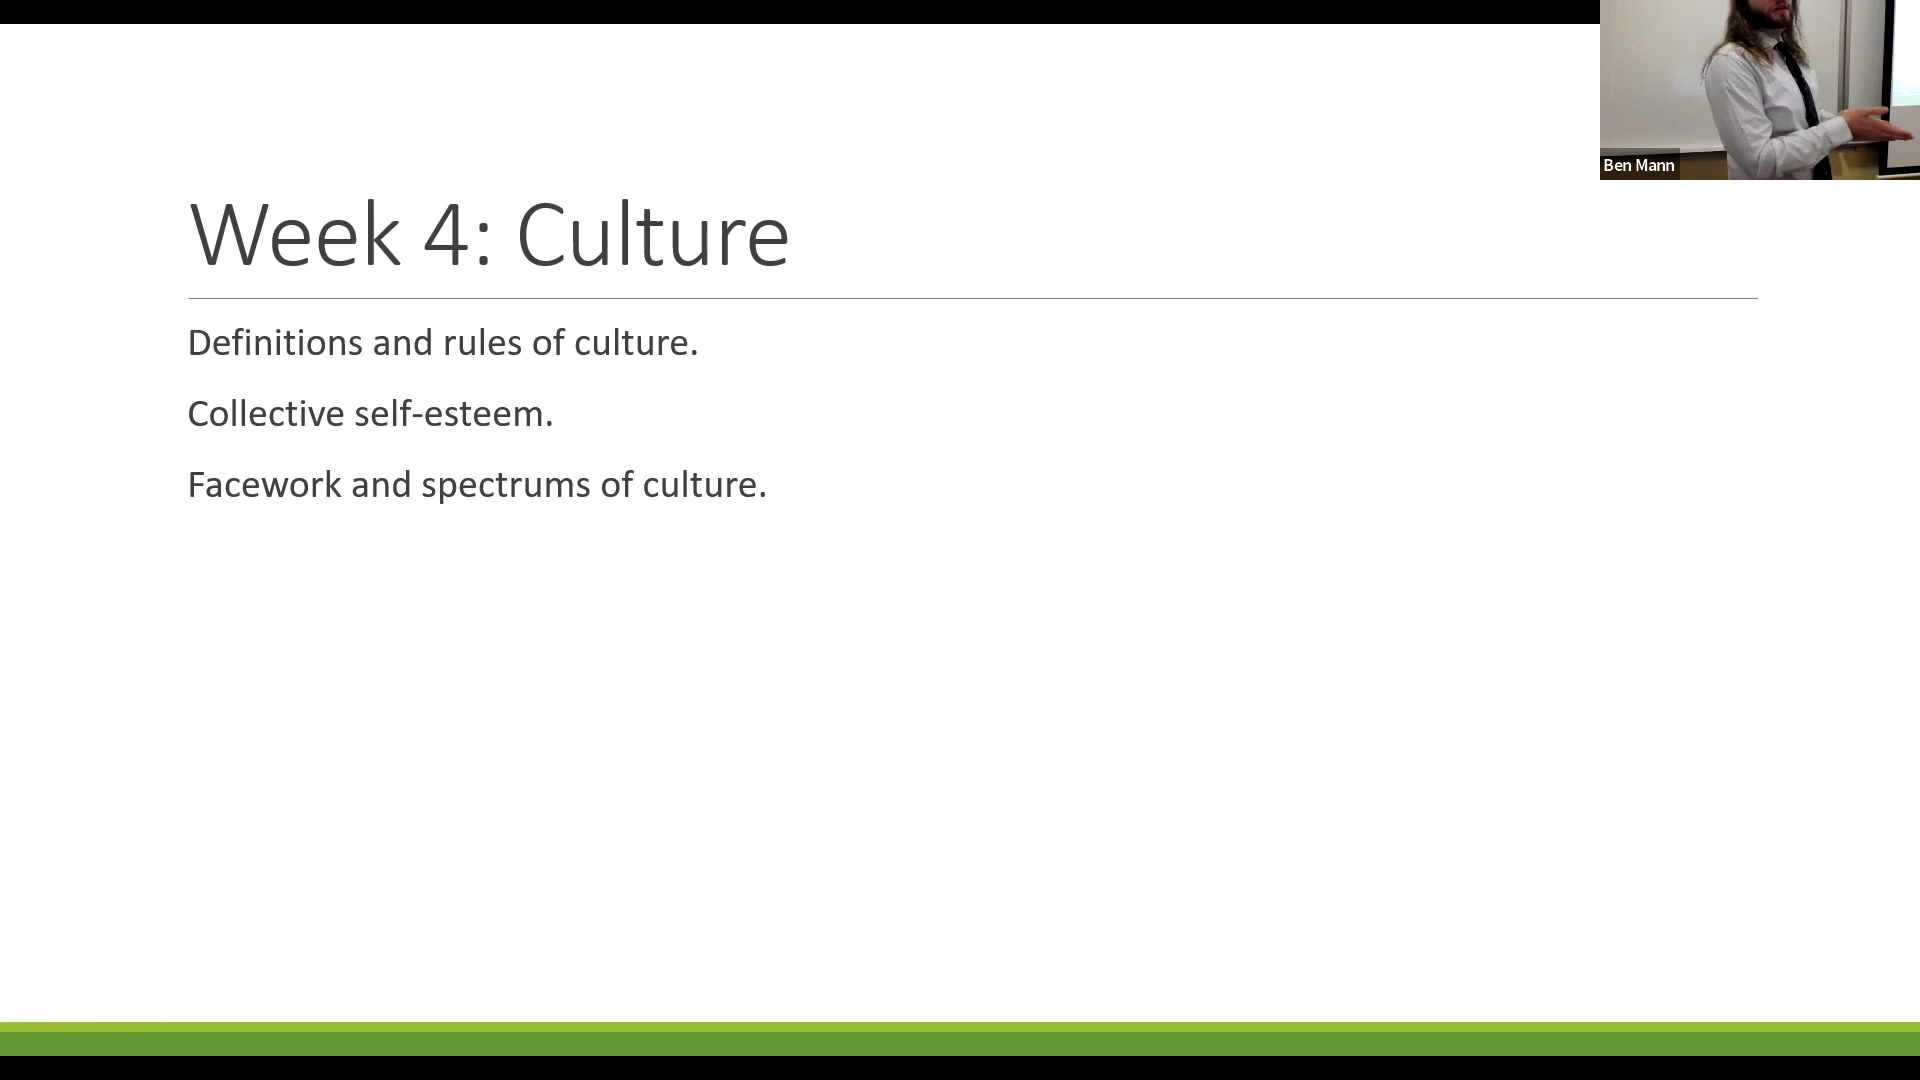 Week 4: Culture
Definitions and rules of culture.
Collective self-esteem.
Facework and spectrums of culture.
Ben Mann